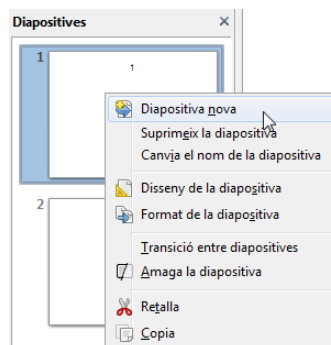 Diapositives
1
1
Diapositiva nova
Suprimeix la diapositiva
Canvia el nom de la diapositiva
Disseny de la diapositiva
Format de la diapositiva
2
Transició entre diapositives
Amaga la diapositiva
Retalla
Copia